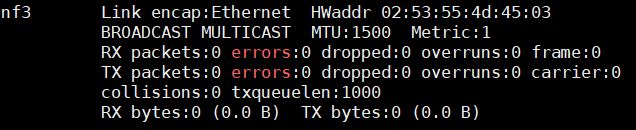 nf3 Link encap:Ethernet HWaddr 02:53:55:4d:45:03
BROADCAST MULTICAST MTU:1500 Metric:1
RX packets:0 errors:0 dropped:0 overruns:0 frame:0
TX packets:0 errors:0 dropped:0 overruns:0 carrier:0
collisions:0 txqueuelen:1000
RX bytes:0 (0.0 B) TX bytes:0 (0.0 B)